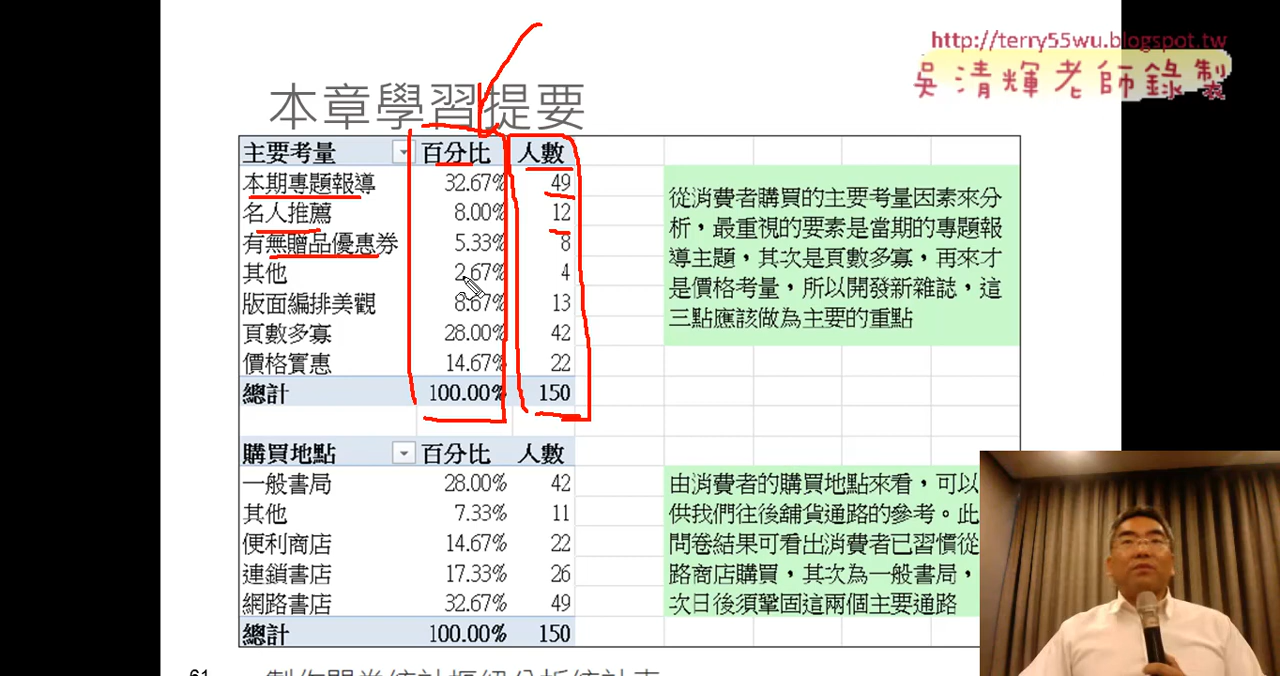 http://terry55wu.blogspot.tw
吳清輝老師錄製
本章學習提要
主要考量 百分比 人數
本期專題報導 32.67% 49
名人推薦 8.00% 12
有無贈品優惠券 5.33% 8
其他 2.67% 4
版面編排美觀 8.67% 13
頁數多寡 28.00% 42
價格實惠 14.67% 22
總計 100.00% 150
從消費者購買的主要考量因素來分
析，最重視的要素是當期的專題報
導主題，其次是頁數多寡，再來才
是價格考量，所以開發新雜誌，這
三點應該做為主要的重點
購買地點 百分比 人數
一般書局 28.00% 42
其他 7.33% 11
便利商店 14.67% 22
連鎖書店 17.33% 26
網路書店 32.67% 49
總計 100.00% 150
由消費者的購買地點來看，可以
供我們往後舖貨通路的參考。此
問卷結果可看出消費者已習慣從
路商店購買，其次為一般書局，
次日後須鞏固這兩個主要通路
61